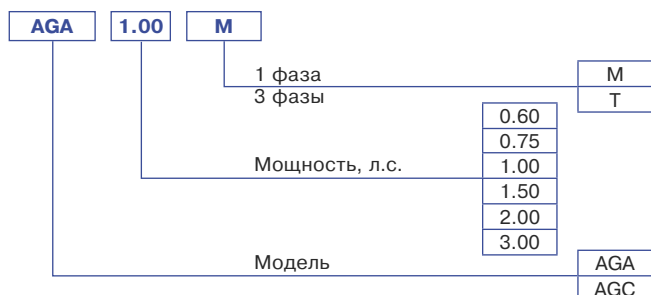 AGA 1.00 M
1 фаза M
3 фазы T
0.60
0.75
Мощность, л.с. 1.00
1.50
2.00
3.00
Модель AGA
AGC